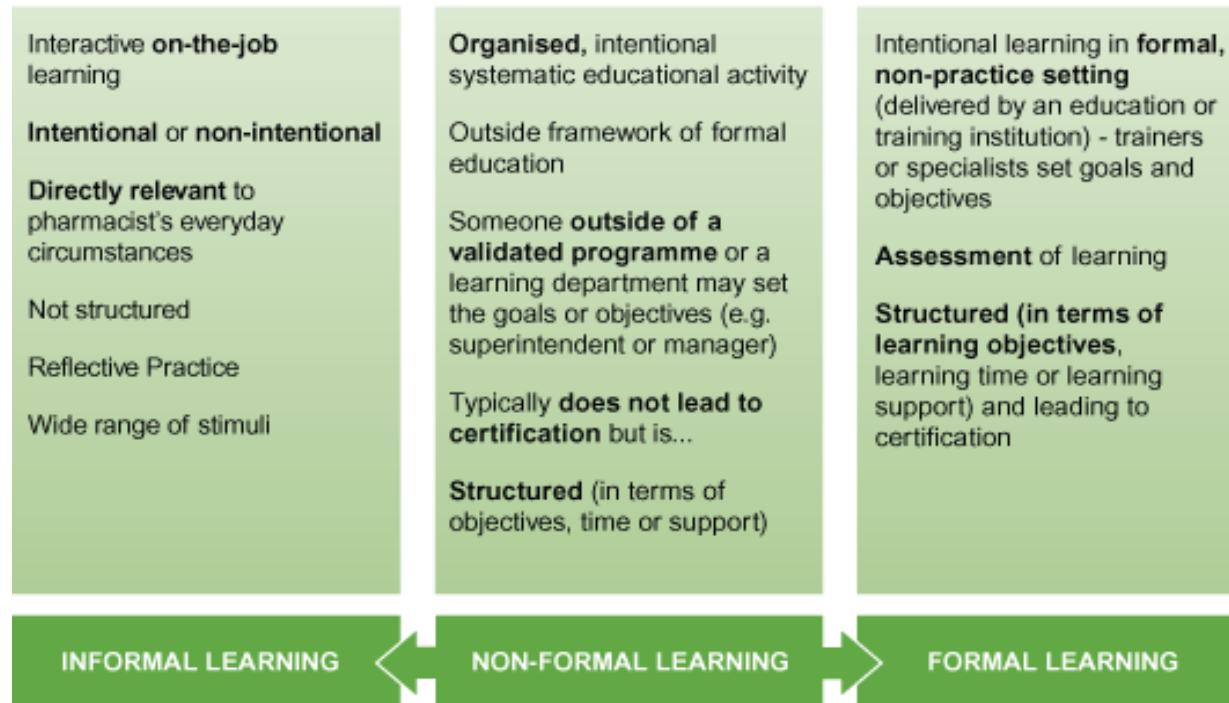 Interactive on-the-job
learning
Intentional or non-intentional
Directly relevant to
pharmacist's everyday
circumstances
Not structured
Reflective Practice
Wide range of stimuli
Organised, intentional
systematic educational activity
Outside framework of formal
education
Someone outside of a
validated programme or a
learning department may set
the goals or objectives (e.g.
superintendent or manager)
Typically does not lead to
certification but is...
Structured (in terms of
objectives, time or support)
Intentional learning in formal,
non-practice setting
(delivered by an education or
training institution) - trainers
or specialists set goals and
objectives
Assessment of learning
Structured (in terms of
learning objectives,
learning time or learning
support) and leading to
certification
INFORMAL LEARNING
NON-FORMAL LEARNING
FORMAL LEARNING